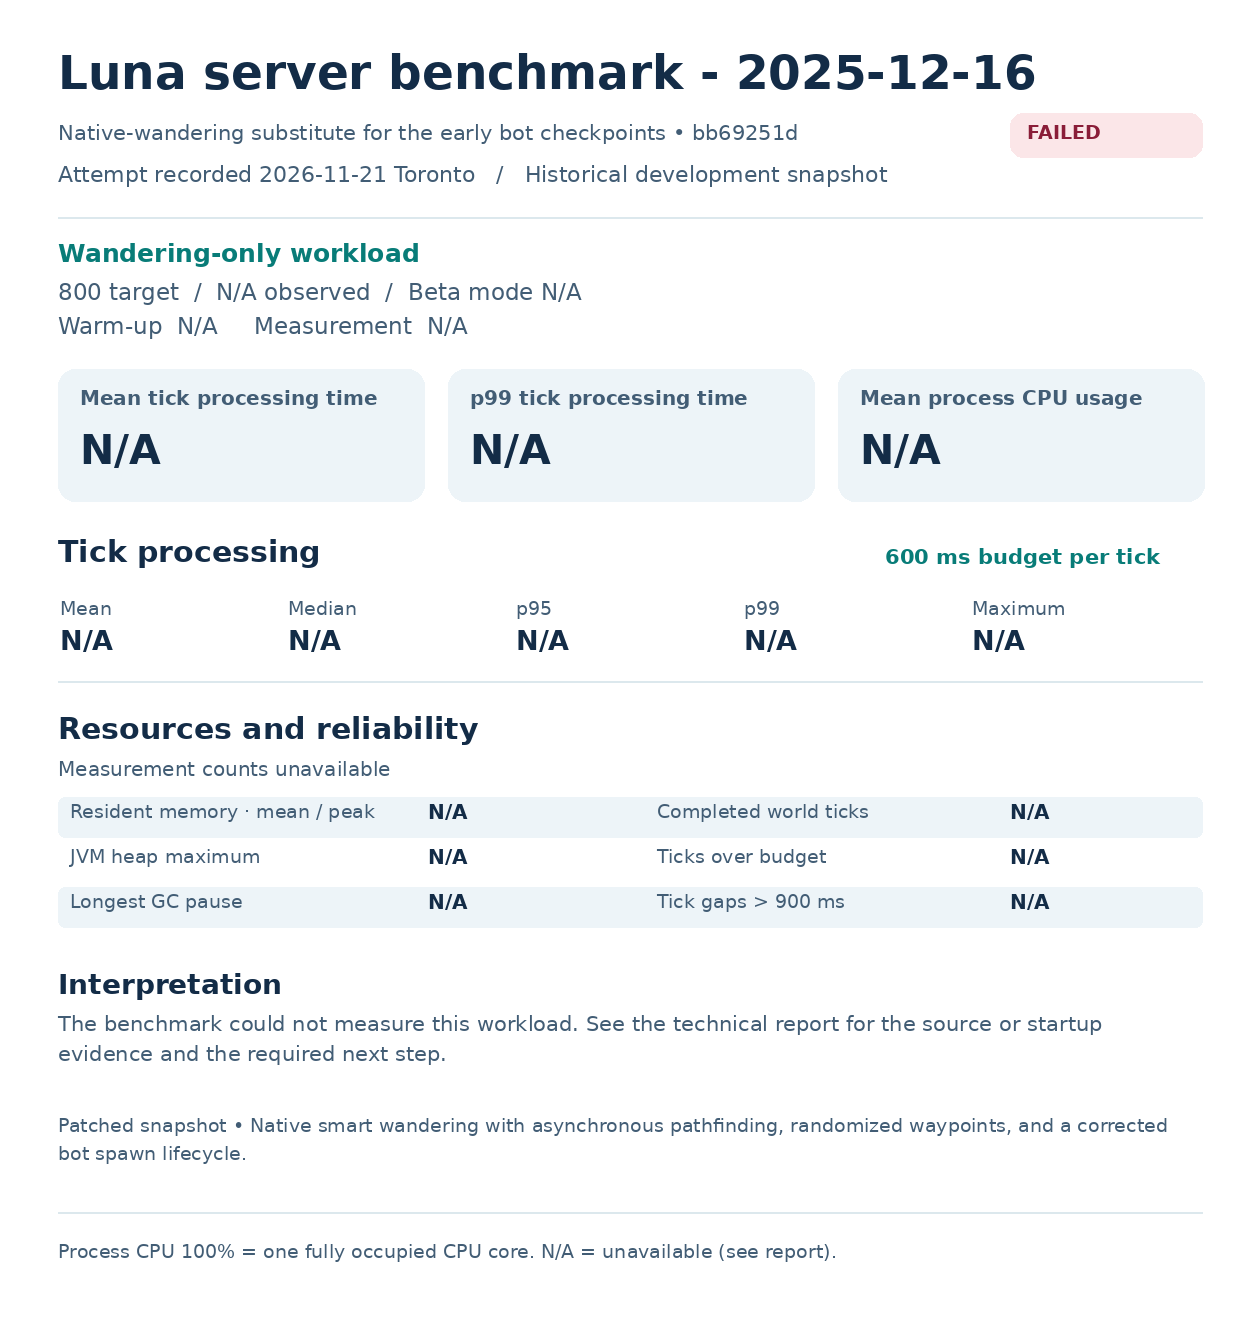 Luna server benchmark - 2025-12-16
Native-wandering substitute for the early bot checkpoints • bb69251d
FAILED
Attempt recorded 2026-11-21 Toronto / Historical development snapshot
Wandering-only workload
800 target / N/A observed / Beta mode N/A
Warm-up N/A Measurement N/A
Mean tick processing time
N/A
p99 tick processing time
N/A
Mean process CPU usage
N/A
Tick processing
600 ms budget per tick
Mean Median p95 p99 Maximum
N/A N/A N/A N/A N/A
Resources and reliability
Measurement counts unavailable
Resident memory · mean / peak N/A Completed world ticks N/A
JVM heap maximum N/A Ticks over budget N/A
Longest GC pause N/A Tick gaps > 900 ms N/A
Interpretation
The benchmark could not measure this workload. See the technical report for the source or startup
evidence and the required next step.
Patched snapshot • Native smart wandering with asynchronous pathfinding, randomized waypoints, and a corrected
bot spawn lifecycle.
Process CPU 100% = one fully occupied CPU core. N/A = unavailable (see report).